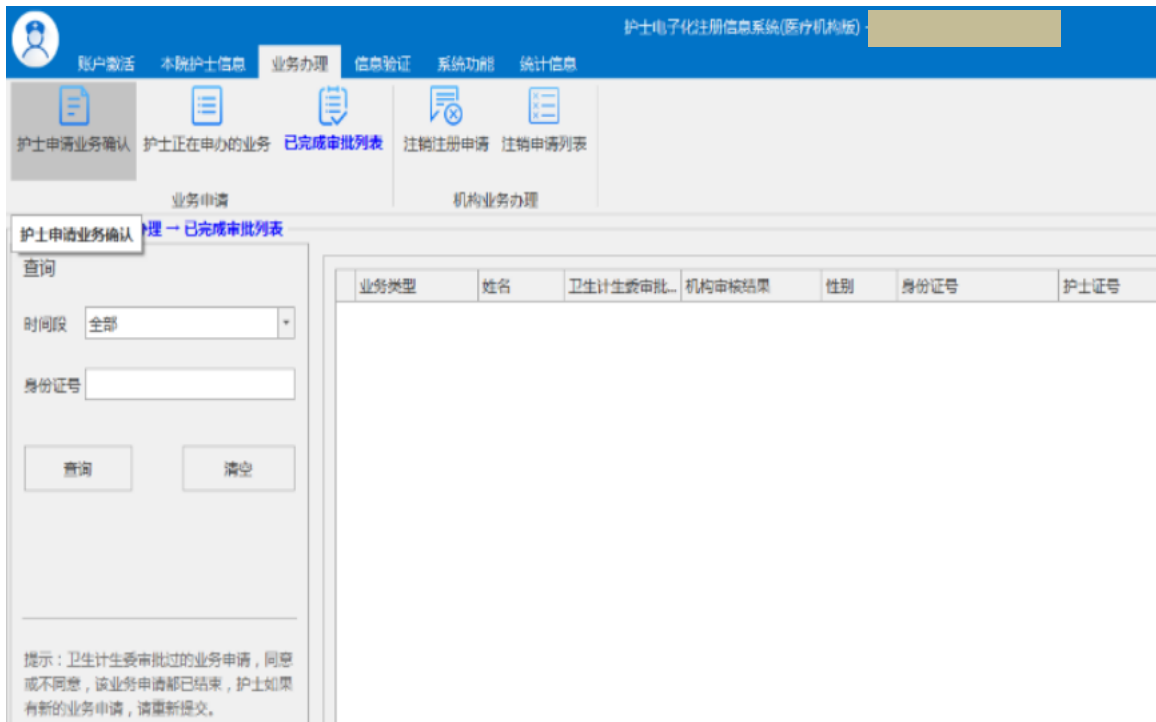 护士电子化注册信息系统(医疗机构版) -
账户激活 本院护士信息 业务办理 信息验证 系统功能 统计信息
护士申请业务确认 护士正在申办的业务 已完成审批列表 注销注册申请 注销申请列表
业务申请 机构业务办理
护士申请业务确认 理 → 已完成审批列表
查询
业务类型 姓名 卫生计生委审批... 机构审核结果 性别 身份证号 护士证号
时间段 全部
身份证号
查询 清空
提示：卫生计生委审批过的业务申请，同意
或不同意，该业务申请都已结束，护士如果
有新的业务申请，请重新提交。